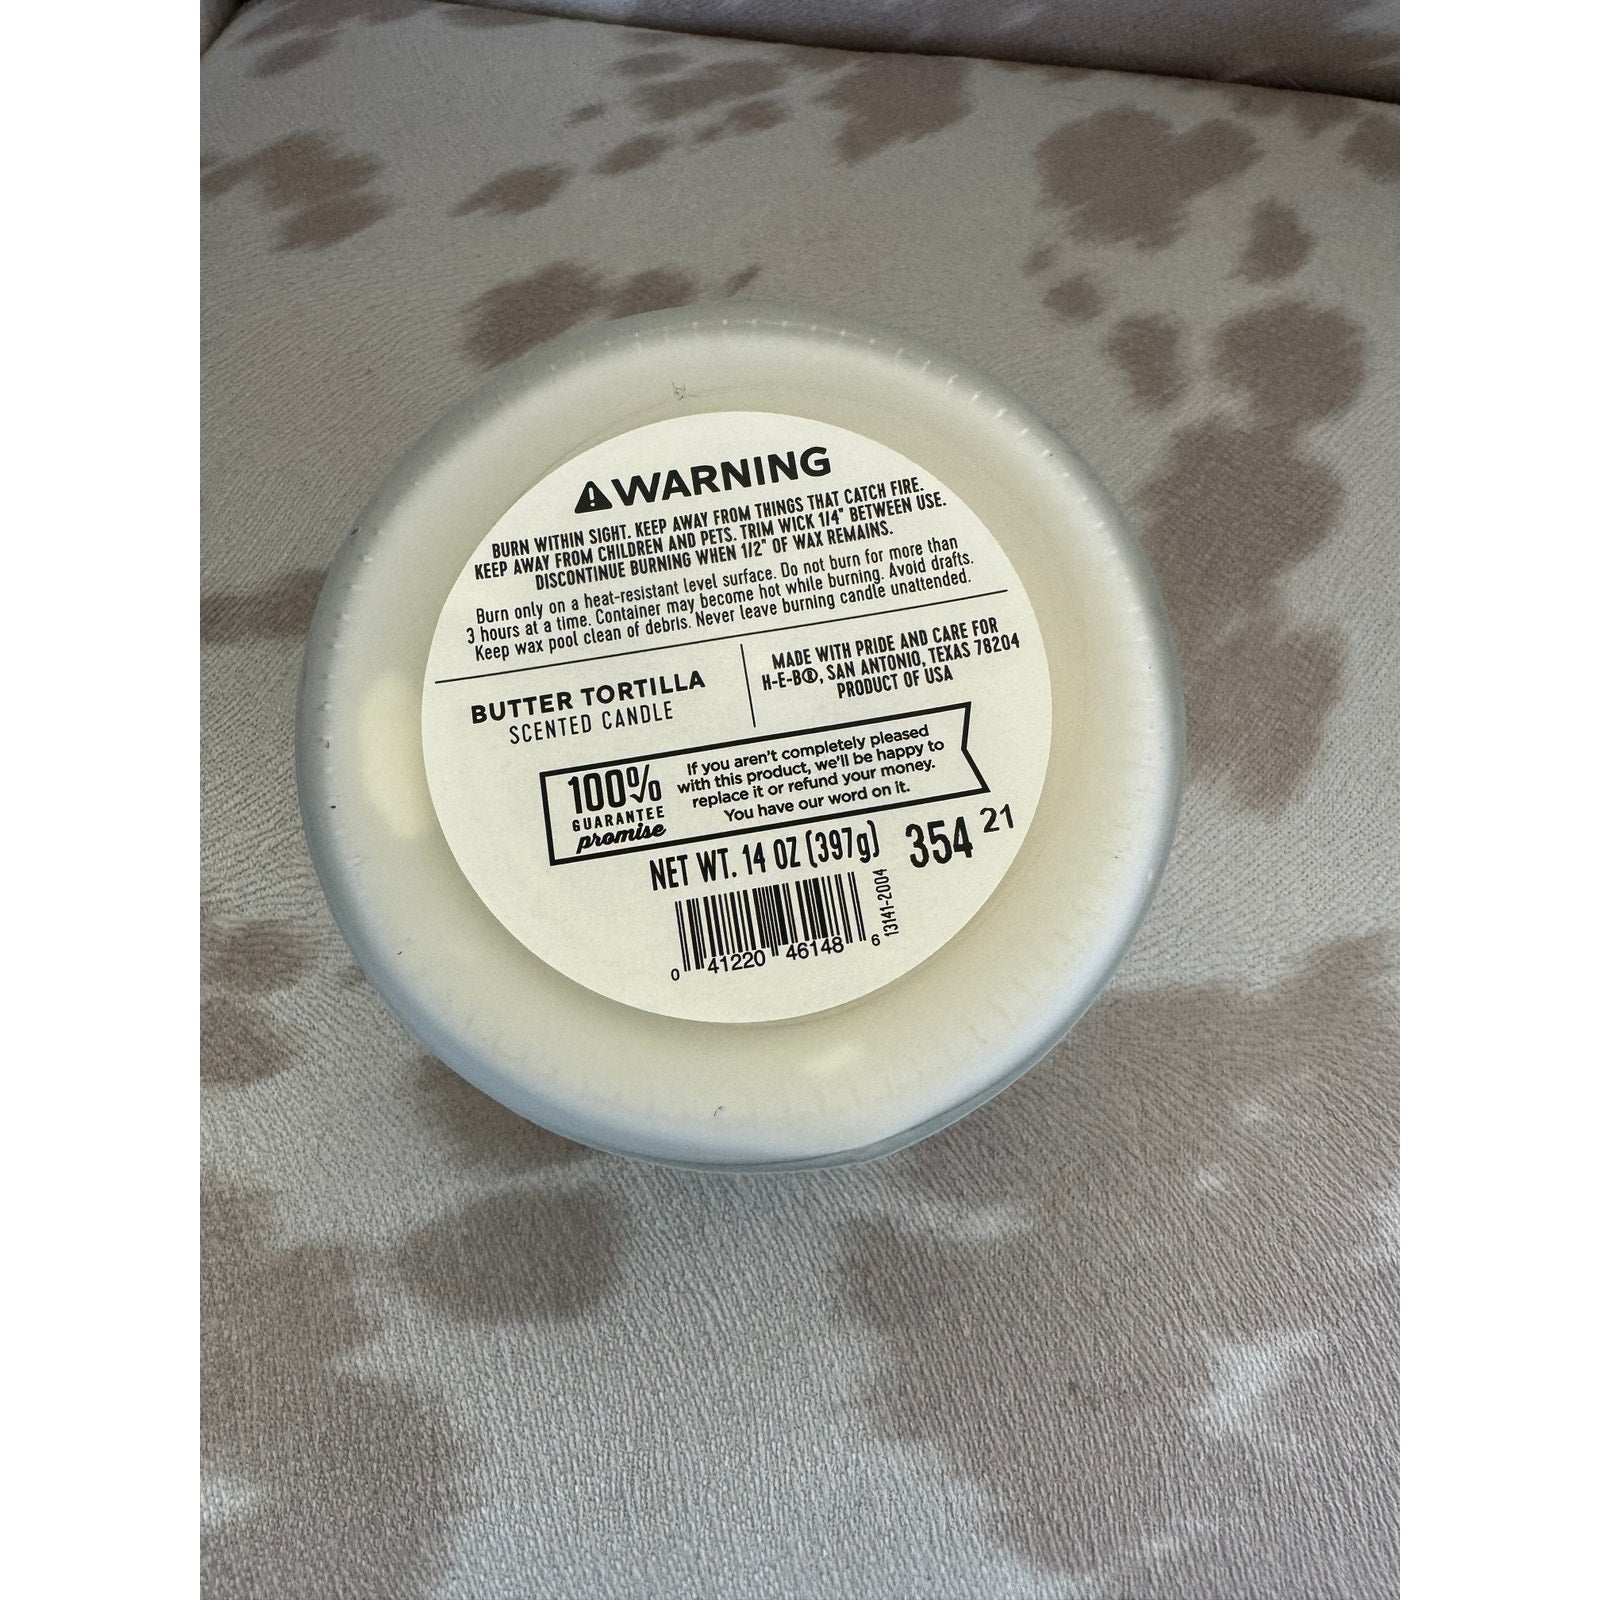 ⚠WARNING
BURN WITHIN SIGHT. KEEP AWAY FROM THINGS THAT CATCH FIRE.
KEEP AWAY FROM CHILDREN AND PETS. TRIM WICK 1/4" BETWEEN USE.
DISCONTINUE BURNING WHEN 1/2" OF WAX REMAINS.
Burn only on a heat-resistant level surface. Do not burn for more than
3 hours at a time. Container may become hot while burning. Avoid drafts.
Keep wax pool clean of debris. Never leave burning candle unattended.
BUTTER TORTILLA
SCENTED CANDLE
MADE WITH PRIDE AND CARE FOR
H-E-B®, SAN ANTONIO, TEXAS 78204
PRODUCT OF USA
100%
GUARANTEE
promise
If you aren't completely pleased
with this product, we'll be happy to
replace it or refund your money.
You have our word on it.
NET WT. 14 OZ (397g)
354 21
0 41220 46148 6
13141-2004